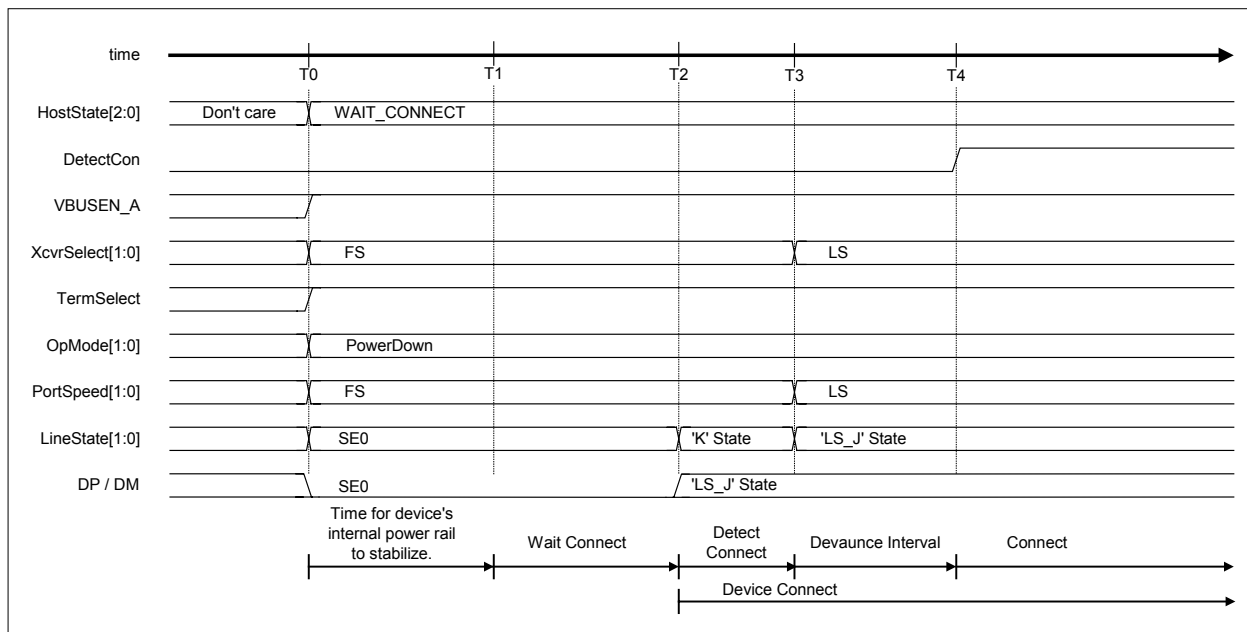 time
T0 T1 T2 T3 T4
HostState[2:0] Don't care WAIT_CONNECT
DetectCon
VBUSEN_A
XcvrSelect[1:0] FS LS
TermSelect
OpMode[1:0] PowerDown
PortSpeed[1:0] FS LS
LineState[1:0] SE0 'K' State 'LS_J' State
DP / DM SE0 'LS_J' State
Time for device's
internal power rail
to stabilize.
Wait Connect
Detect
Connect
Devaunce Interval
Connect
Device Connect